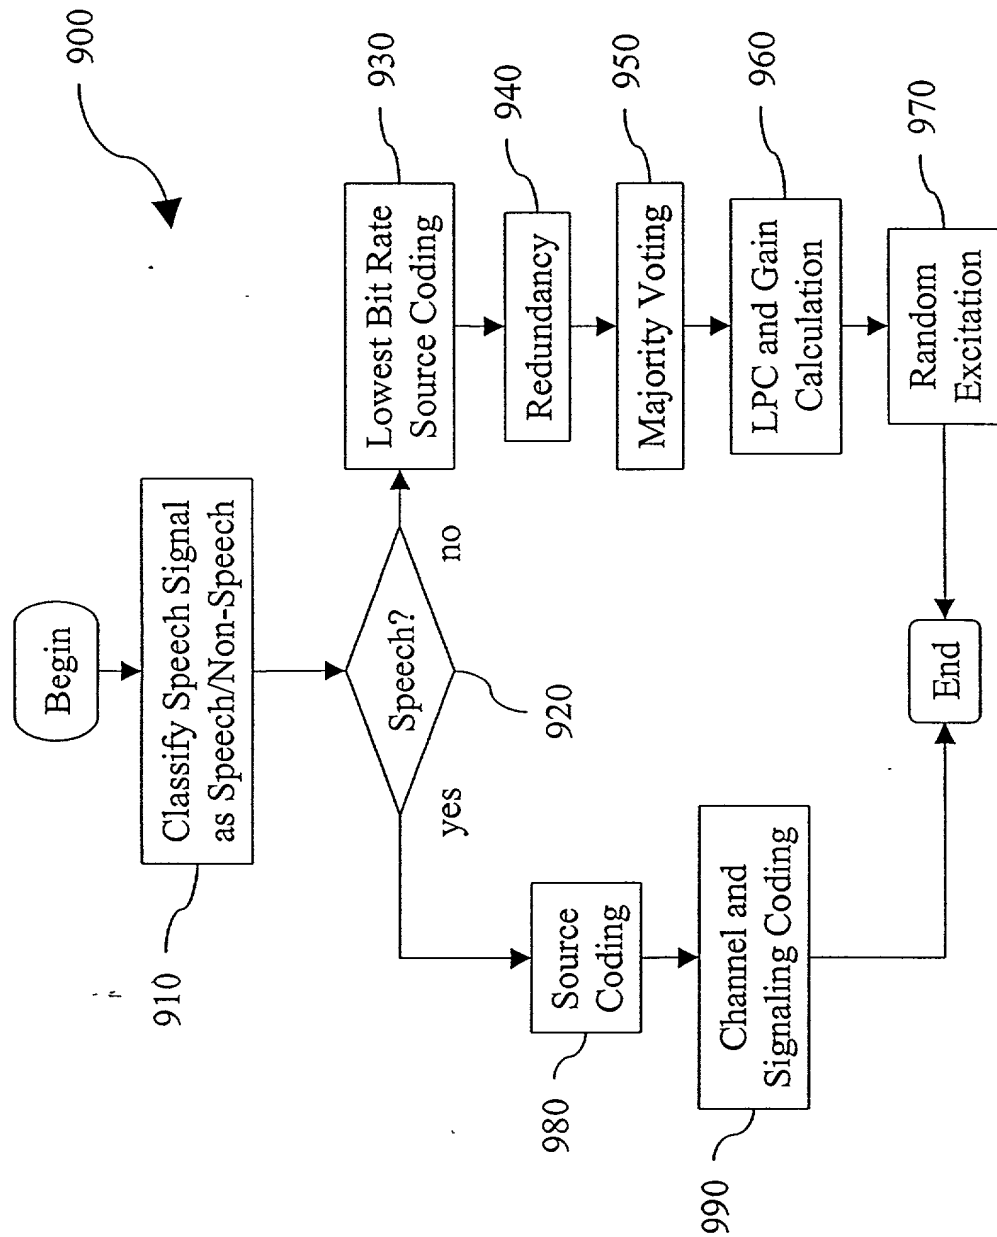 900
Begin
Classify Speech Signal
as Speech/Non-Speech
910
Speech?
920
yes
no
Lowest Bit Rate
Source Coding
930
Redundancy
940
Majority Voting
950
LPC and Gain
Calculation
960
Random
Excitation
970
Source
Coding
980
Channel and
Signaling Coding
990
End